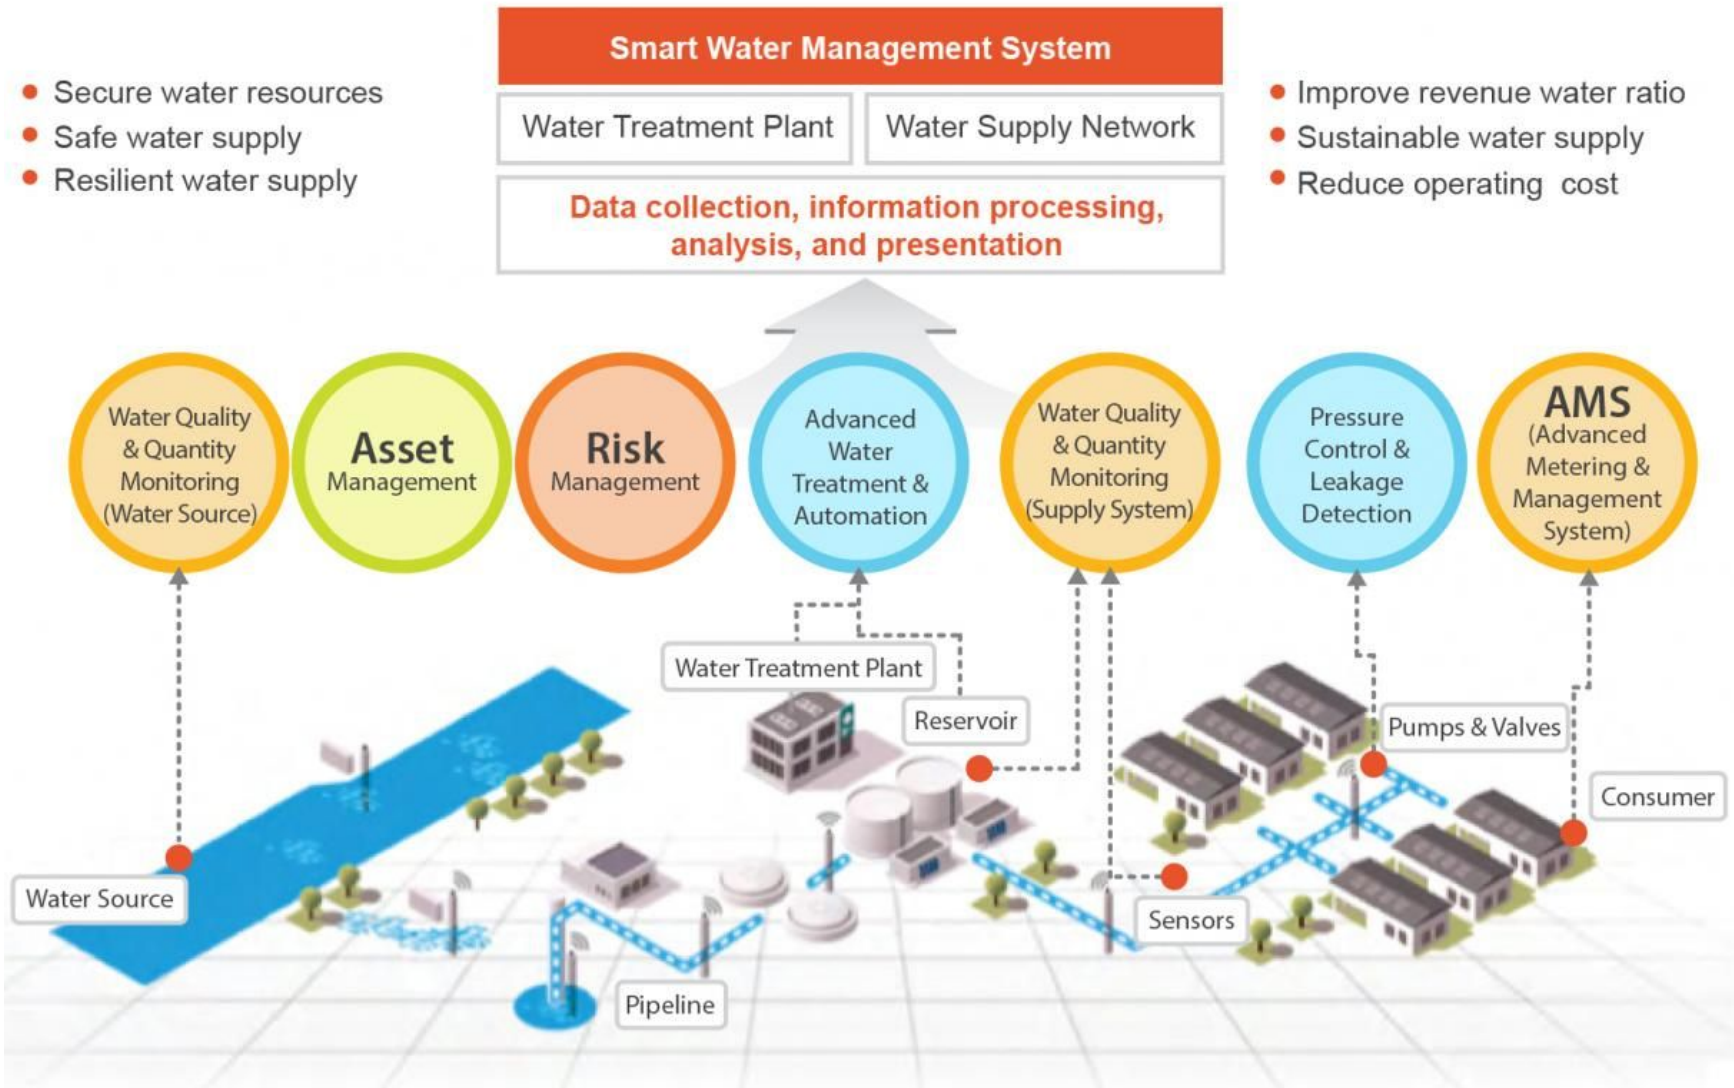 Smart Water Management System
Water Treatment Plant
Water Supply Network
Data collection, information processing,
analysis, and presentation
Secure water resources
Safe water supply
Resilient water supply
Improve revenue water ratio
Sustainable water supply
Reduce operating cost
Water Quality
& Quantity
Monitoring
(Water Source)
Asset
Management
Risk
Management
Advanced
Water
Treatment &
Automation
Water Quality
& Quantity
Monitoring
(Supply System)
Pressure
Control &
Leakage
Detection
AMS
(Advanced
Metering &
Management
System)
Water Treatment Plant
Reservoir
Pumps & Valves
Consumer
Water Source
Sensors
Pipeline